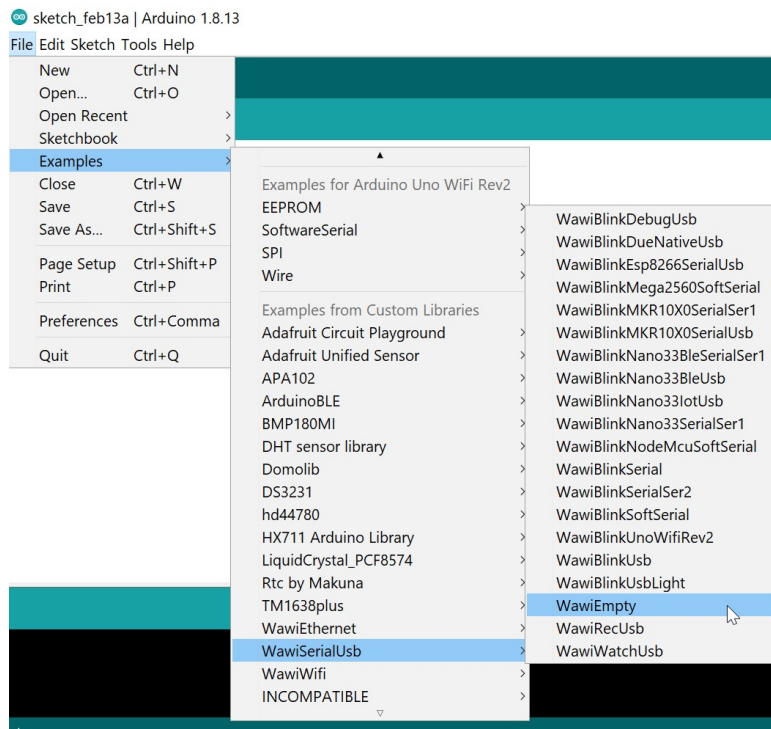 sketch_feb13a | Arduino 1.8.13
File Edit Sketch Tools Help
New Ctrl+N
Open... Ctrl+O
Open Recent
Sketchbook
Examples
Close Ctrl+W
Save Ctrl+S
Save As... Ctrl+Shift+S
Page Setup Ctrl+Shift+P
Print Ctrl+P
Preferences Ctrl+Comma
Quit Ctrl+Q
Examples for Arduino Uno WiFi Rev2
EEPROM
SoftwareSerial
SPI
Wire
Examples from Custom Libraries
Adafruit Circuit Playground
Adafruit Unified Sensor
APA102
ArduinoBLE
BMP180MI
DHT sensor library
Domolib
DS3231
hd44780
HX711 Arduino Library
LiquidCrystal_PCF8574
Rtc by Makuna
TM1638plus
WawiEthernet
WawiSerialUsb
WawiWifi
INCOMPATIBLE
WawiBlinkDebugUsb
WawiBlinkDueNativeUsb
WawiBlinkEsp8266SerialUsb
WawiBlinkMega2560SoftSerial
WawiBlinkMKR10X0SerialSer1
WawiBlinkMKR10X0SerialUsb
WawiBlinkNano33BleSerialSer1
WawiBlinkNano33BleUsb
WawiBlinkNano33IotUsb
WawiBlinkNano33SerialSer1
WawiBlinkNodeMcuSoftSerial
WawiBlinkSerial
WawiBlinkSerialSer2
WawiBlinkSoftSerial
WawiBlinkUnoWifiRev2
WawiBlinkUsb
WawiBlinkUsbLight
WawiEmpty
WawiRecUsb
WawiWatchUsb